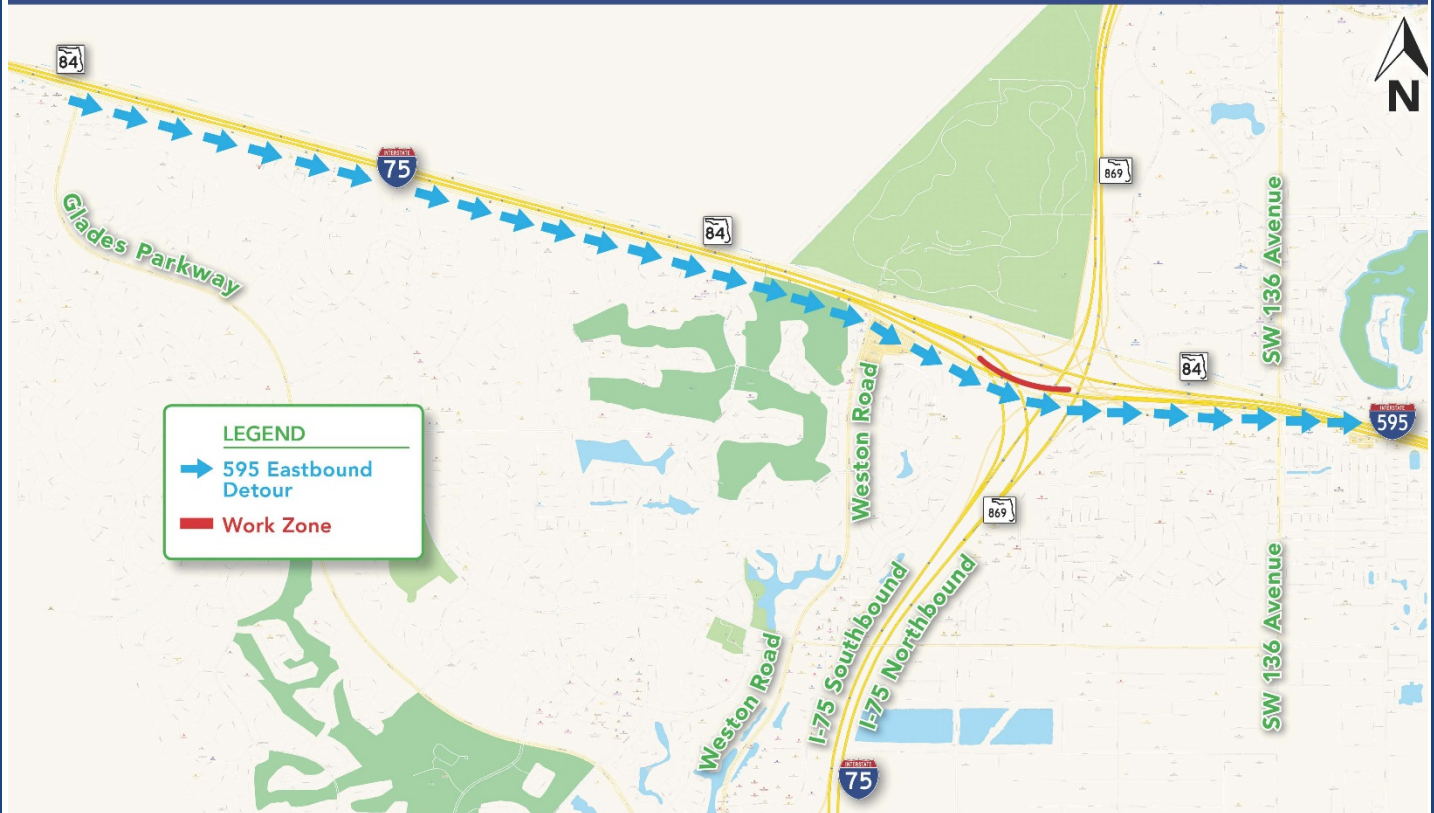 84
N
INTERSTATE
75
869
SW 136 Avenue
Glades Parkway
84
84
Weston Road
INTERSTATE
595
LEGEND
595 Eastbound
Detour
Work Zone
869
I-75 Southbound
I-75 Northbound
SW 136 Avenue
Weston Road
INTERSTATE
75